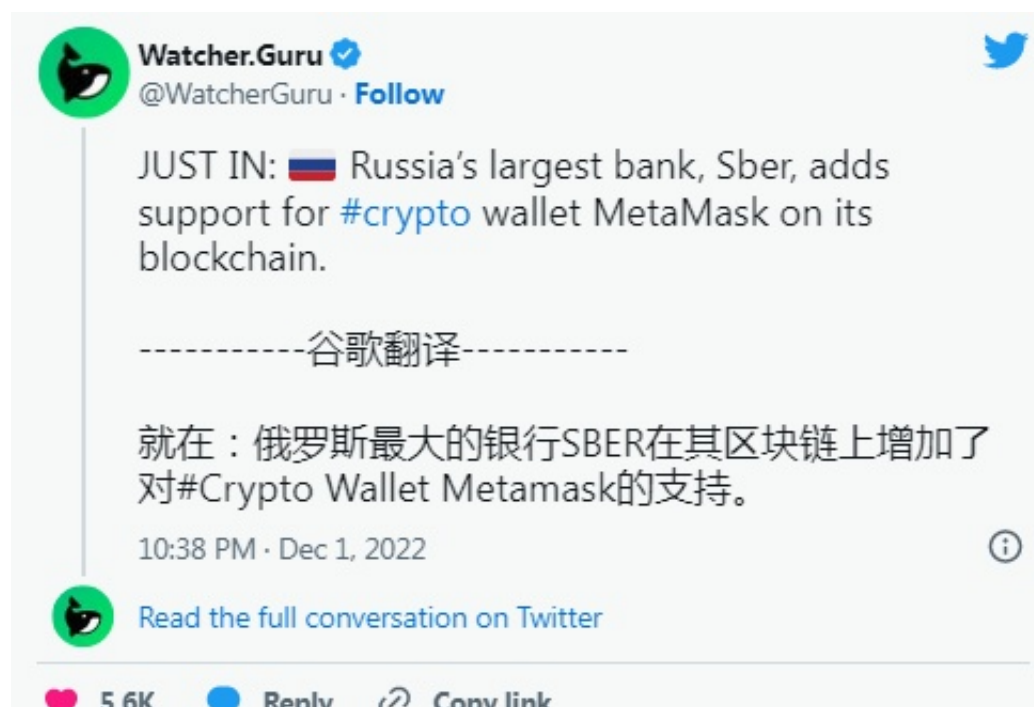 Watcher.Guru
@WatcherGuru · Follow
JUST IN: 🇷🇺 Russia's largest bank, Sber, adds
support for #crypto wallet MetaMask on its
blockchain.
-----------谷歌翻译-----------
就在：俄罗斯最大的银行SBER在其区块链上增加了
对#Crypto Wallet Metamask的支持。
10:38 PM · Dec 1, 2022
Read the full conversation on Twitter
5.6K Reply Copy link